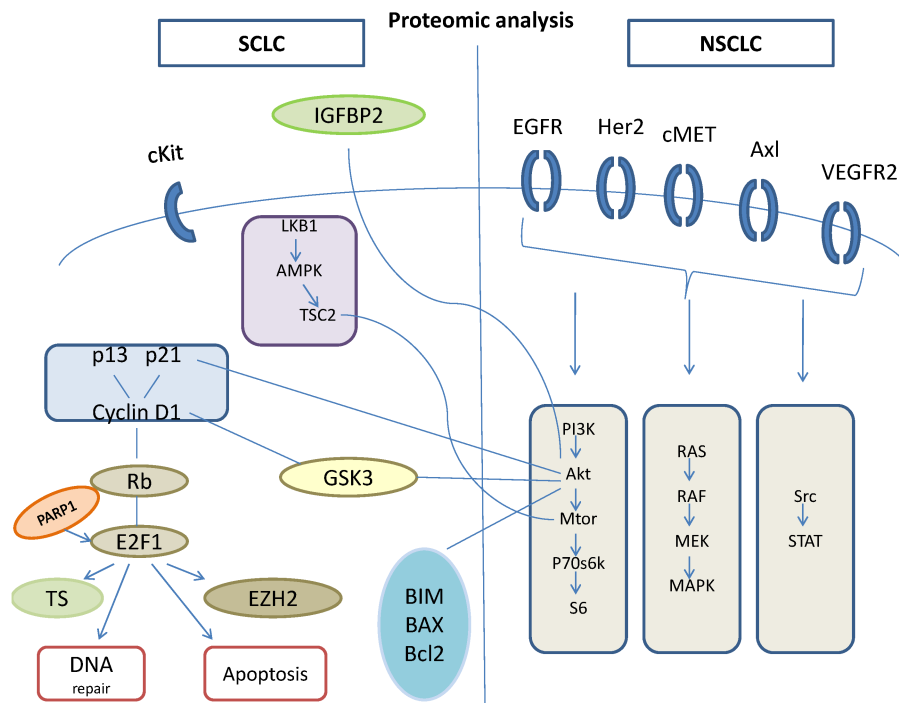 Proteomic analysis
SCLC
NSCLC
IGFBP2
cKit
EGFR
Her2
cMET
Axl
VEGFR2
LKB1
AMPK
TSC2
p13 p21
Cyclin D1
Rb
PARP1
E2F1
TS
EZH2
DNA
repair
Apoptosis
GSK3
BIM
BAX
Bcl2
PI3K
Akt
Mtor
P70s6k
S6
RAS
RAF
MEK
MAPK
Src
STAT